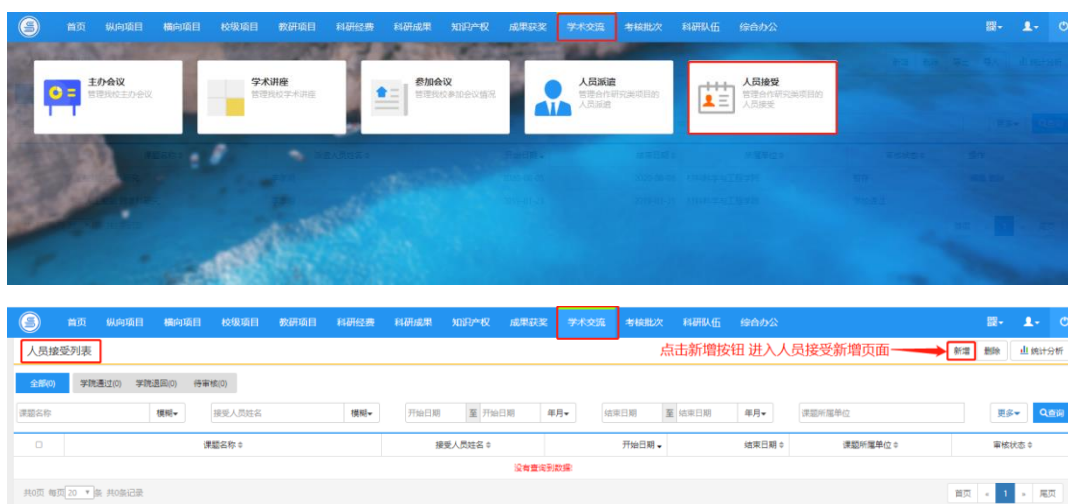 首页 纵向项目 横向项目 校级项目 教研项目 科研经费 科研成果 知识产权 成果获奖 学术交流 考核批次 科研队伍 综合办公
主办会议
管理我校主办会议
学术讲座
管理我校学术讲座
参加会议
管理我校参加会议情况
人员派遣
管理合作研究类项目的
人员派遣
人员接受
管理合作研究类项目的
人员接受
首页 纵向项目 横向项目 校级项目 教研项目 科研经费 科研成果 知识产权 成果获奖 学术交流 考核批次 科研队伍 综合办公
人员接受列表 点击新增按钮 进入人员接受新增页面 新增 删除 统计分析
全部(0) 学院通过(0) 学院退回(0) 待审核(0)
课题名称 模糊 接受人员姓名 模糊 开始日期 至 开始日期 年月 结束日期 至 结束日期 年月 课题所属单位 更多 查询
课题名称 接受人员姓名 开始日期 结束日期 课题所属单位 审核状态
没有查询到数据!
共0页 每页 20 条 共0条记录 首页 « 1 » 尾页